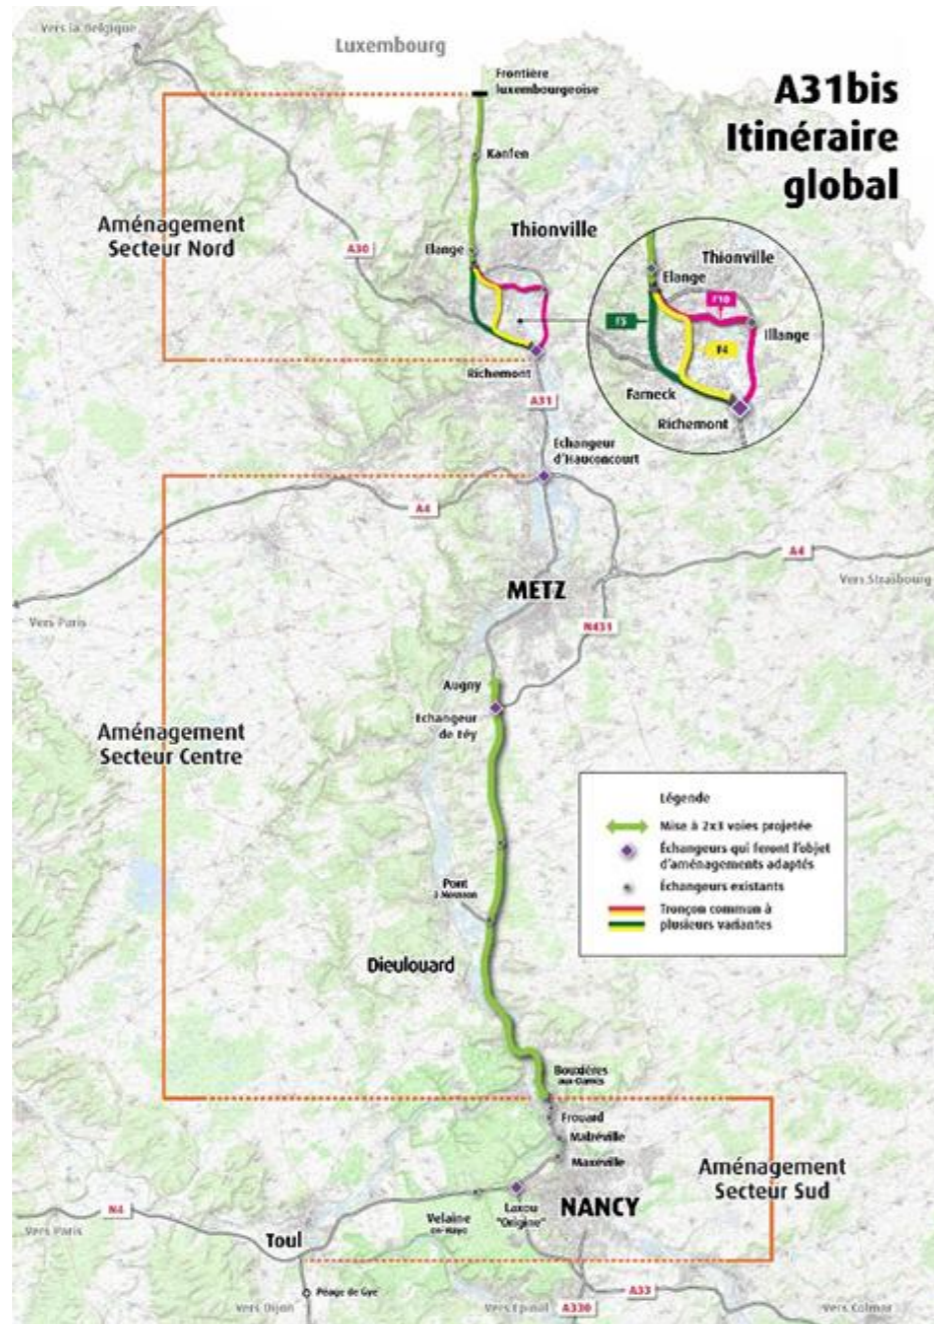 Vers la Belgique
Luxembourg
Frontière
luxembourgeoise
A31bis
Itinéraire
global
Kanfen
Aménagement
Secteur Nord
A30
Elange
Thionville
Thionville
Elange
F10
F5
Illange
F4
Farneck
Richemont
Richemont
A31
Echangeur
d'Hauconcourt
A4
A4
METZ
Vers Strasbourg
Vers Paris
N431
Augny
Echangeur
de Féy
Aménagement
Secteur Centre
Légende
Mise à 2x3 voies projetée
Échangeurs qui feront l'objet
d'aménagements adaptés
Échangeurs existants
Tronçon commun à
plusieurs variantes
Pont
à Mousson
Dieulouard
Bouxières
aux-Dames
Frouard
Maxéville
Aménagement
Secteur Sud
N4
Vers Paris
Velaine
en-Haye
Laxou
"Origine"
NANCY
Toul
Péage de Gye
Vers Dijon
Vers Epinal
A330
A33
Vers Colmar